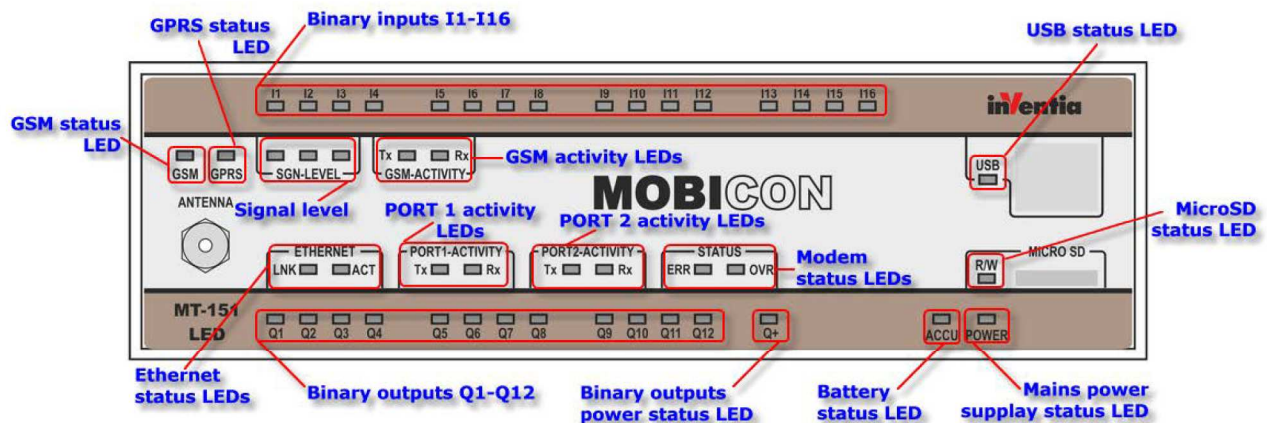 GPRS status
LED
Binary inputs I1-I16
USB status LED
I1 I2 I3 I4 I5 I6 I7 I8 I9 I10 I11 I12 I13 I14 I15 I16
inVentia
GSM status
LED
GSM GPRS
SGN-LEVEL
Tx Rx
GSM-ACTIVITY
GSM activity LEDs
USB
MOBICON
ANTENNA
Signal level
PORT 1 activity
LEDs
PORT 2 activity LEDs
MicroSD
status LED
ETHERNET
LNK ACT
PORT1-ACTIVITY
Tx Rx
PORT2-ACTIVITY
Tx Rx
STATUS
ERR OVR
Modem
status LEDs
R/W
MICRO SD
MT-151
LED
Q1 Q2 Q3 Q4 Q5 Q6 Q7 Q8 Q9 Q10 Q11 Q12 Q+ ACCU POWER
Ethernet
status LEDs
Binary outputs Q1-Q12
Binary outputs
power status LED
Battery
status LED
Mains power
supplay status LED